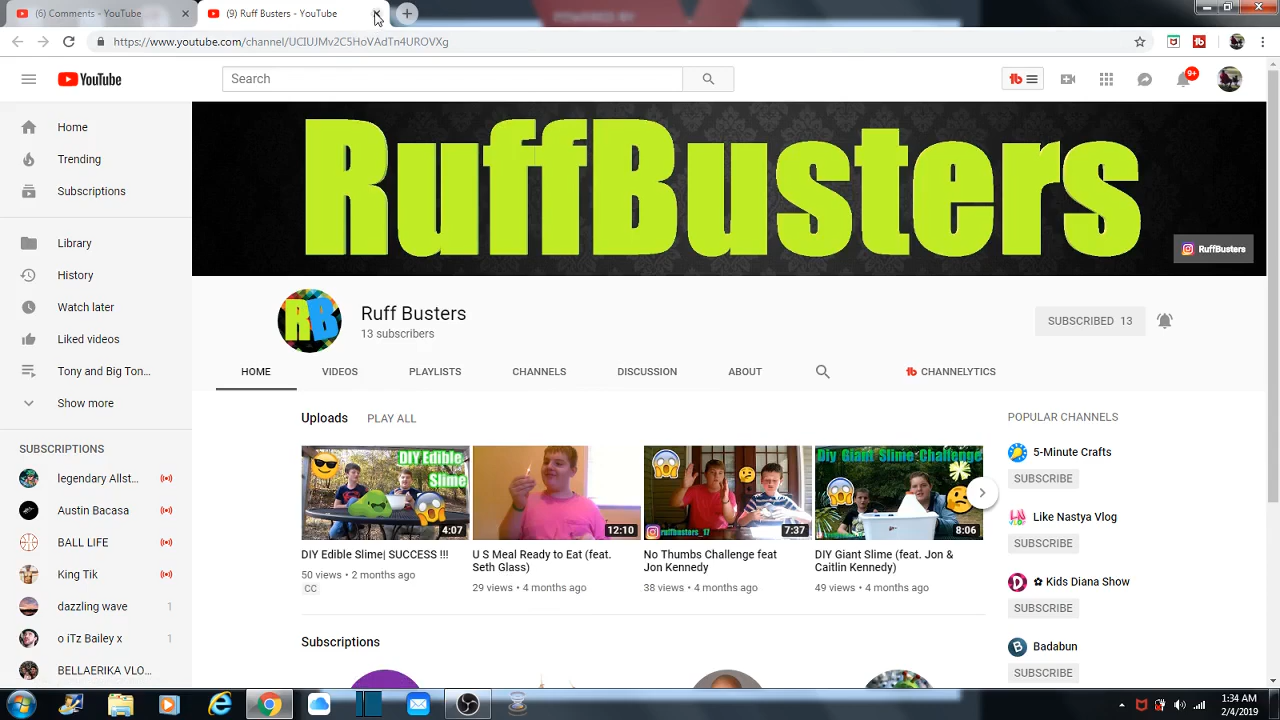 (6) Comments - YouTube
(9) Ruff Busters - YouTube
POWERED BY
https://www.youtube.com/channel/UCIUJMv2C5HoVAdTn4UROVXg
YouTube
Search
tb
9+
Home
Trending
Subscriptions
Library
History
Watch later
Liked videos
Tony and Big Ton...
Show more
SUBSCRIPTIONS
legendary Allst...
Austin Bacasa
BALL LIFE
King Tik
dazzling wave 1
o iTz Bailey x 1
BELLAERIKA VLO...
RuffBusters
RuffBusters
RB
Ruff Busters
13 subscribers
SUBSCRIBED 13
HOME VIDEOS PLAYLISTS CHANNELS DISCUSSION ABOUT tb CHANNELYTICS
Uploads PLAY ALL
DIY Edible Slime
4:07
DIY Edible Slime| SUCCESS !!!
50 views • 2 months ago
CC
12:10
U S Meal Ready to Eat (feat. Seth Glass)
29 views • 4 months ago
ruffbusters_17
7:37
No Thumbs Challenge feat Jon Kennedy
38 views • 4 months ago
Diy Giant Slime Challenge
8:06
DIY Giant Slime (feat. Jon & Caitlin Kennedy)
49 views • 4 months ago
Subscriptions
POPULAR CHANNELS
5-Minute Crafts
SUBSCRIBE
Like Nastya Vlog
SUBSCRIBE
✿ Kids Diana Show
SUBSCRIBE
Badabun
SUBSCRIBE
1:34 AM
2/4/2019